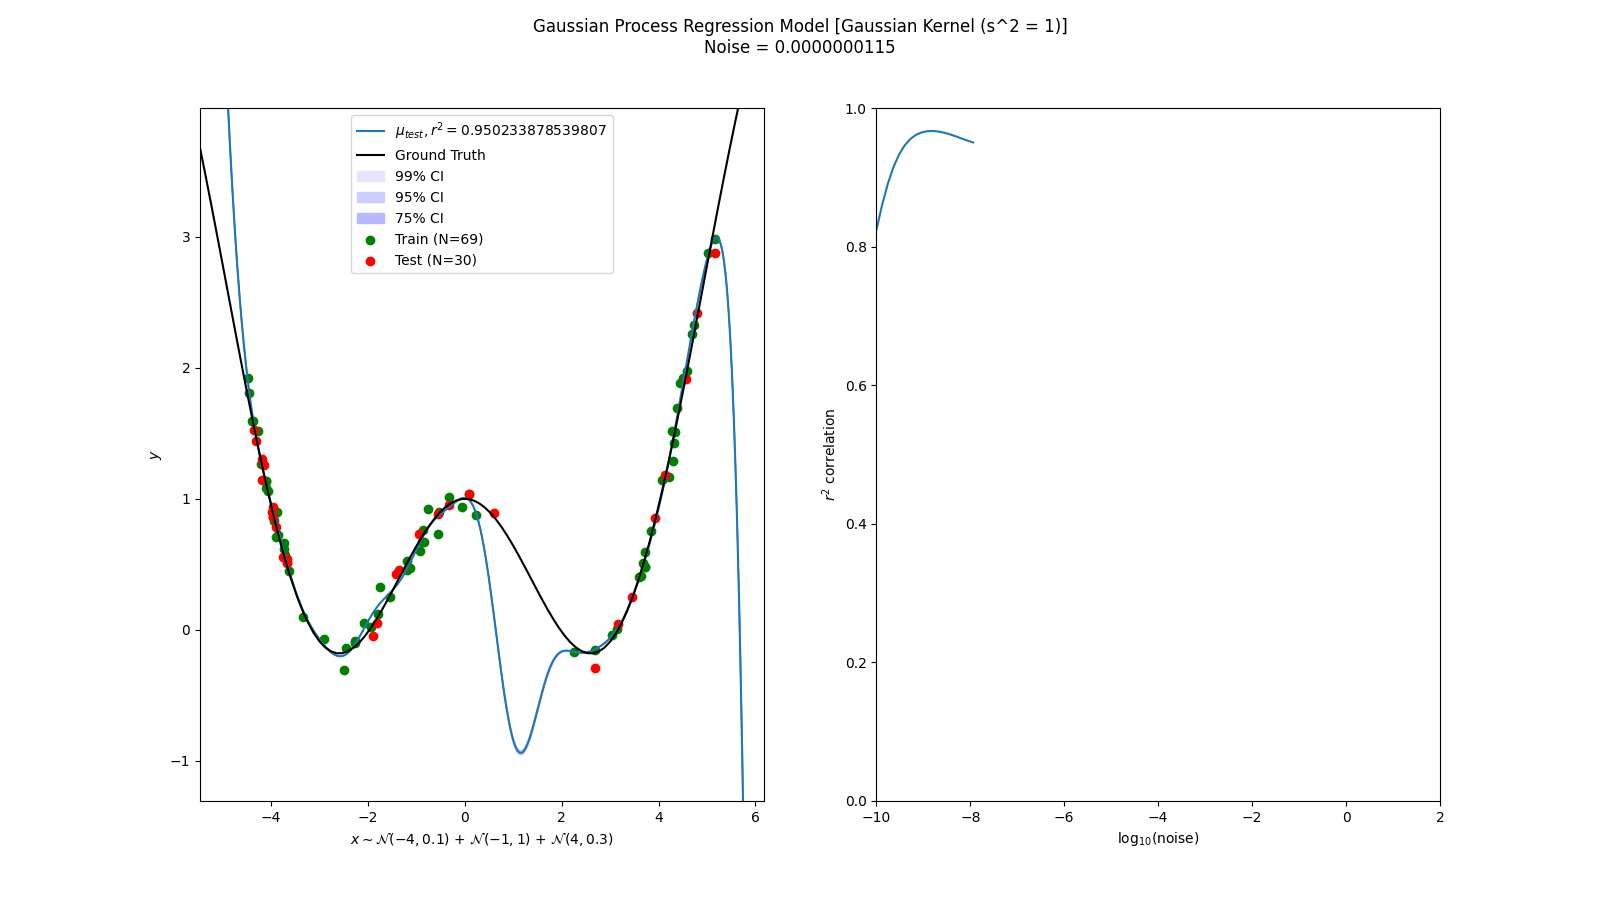 Gaussian Process Regression Model [Gaussian Kernel (s^2 = 1)]
Noise = 0.0000000115
μtest, r² = 0.950233878539807
Ground Truth
99% CI
95% CI
75% CI
Train (N=69)
Test (N=30)
3
2
1
0
−1
y
−4 −2 0 2 4 6
x ∼ 𝒩(−4, 0.1) + 𝒩(−1, 1) + 𝒩(4, 0.3)
1.0
0.8
0.6
0.4
0.2
0.0
r² correlation
−10 −8 −6 −4 −2 0 2
log₁₀(noise)